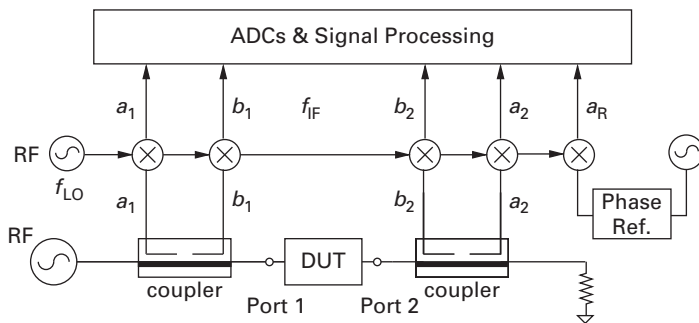 ADCs & Signal Processing
a1 b1 fIF b2 a2 aR
RF
fLO
a1 b1 b2 a2
Phase
Ref.
RF
DUT
coupler coupler
Port 1 Port 2